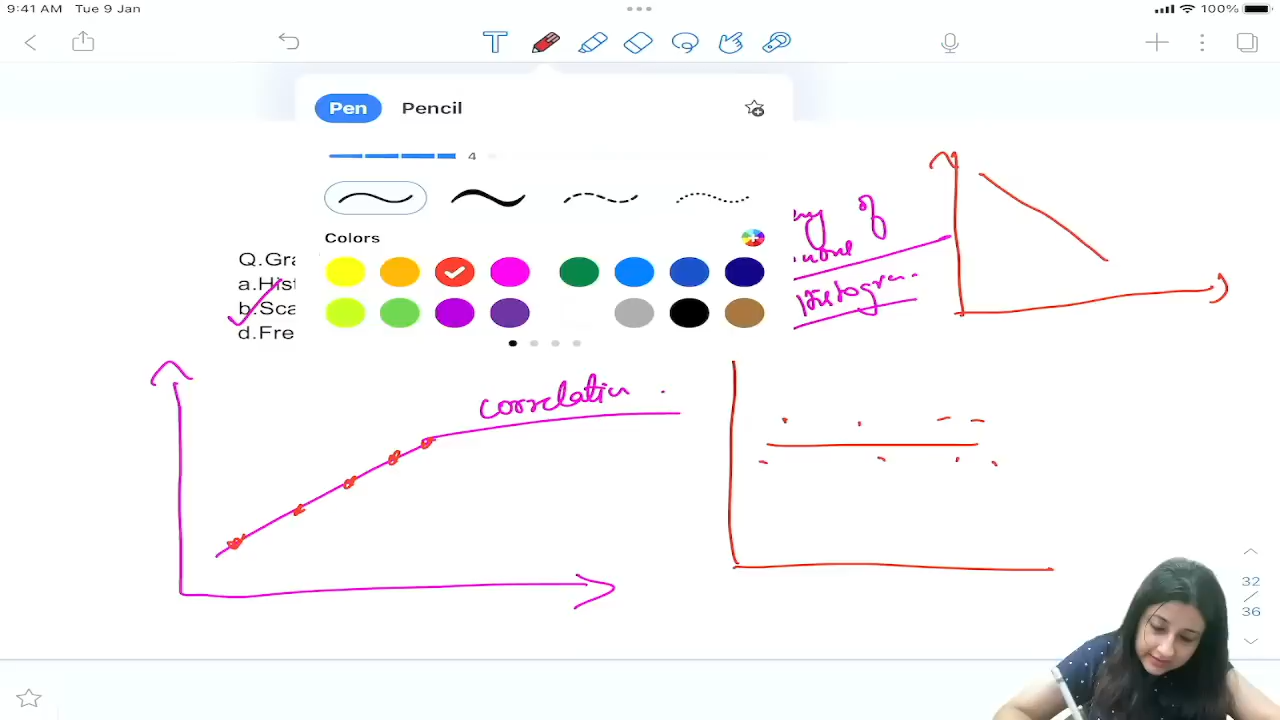 9:41 AM Tue 9 Jan
100%
T
Pen
Pencil
4
Colors
of
Q.Gra
a.Hist
b.Sca
Histogram
d.Fre
correlation
32
36